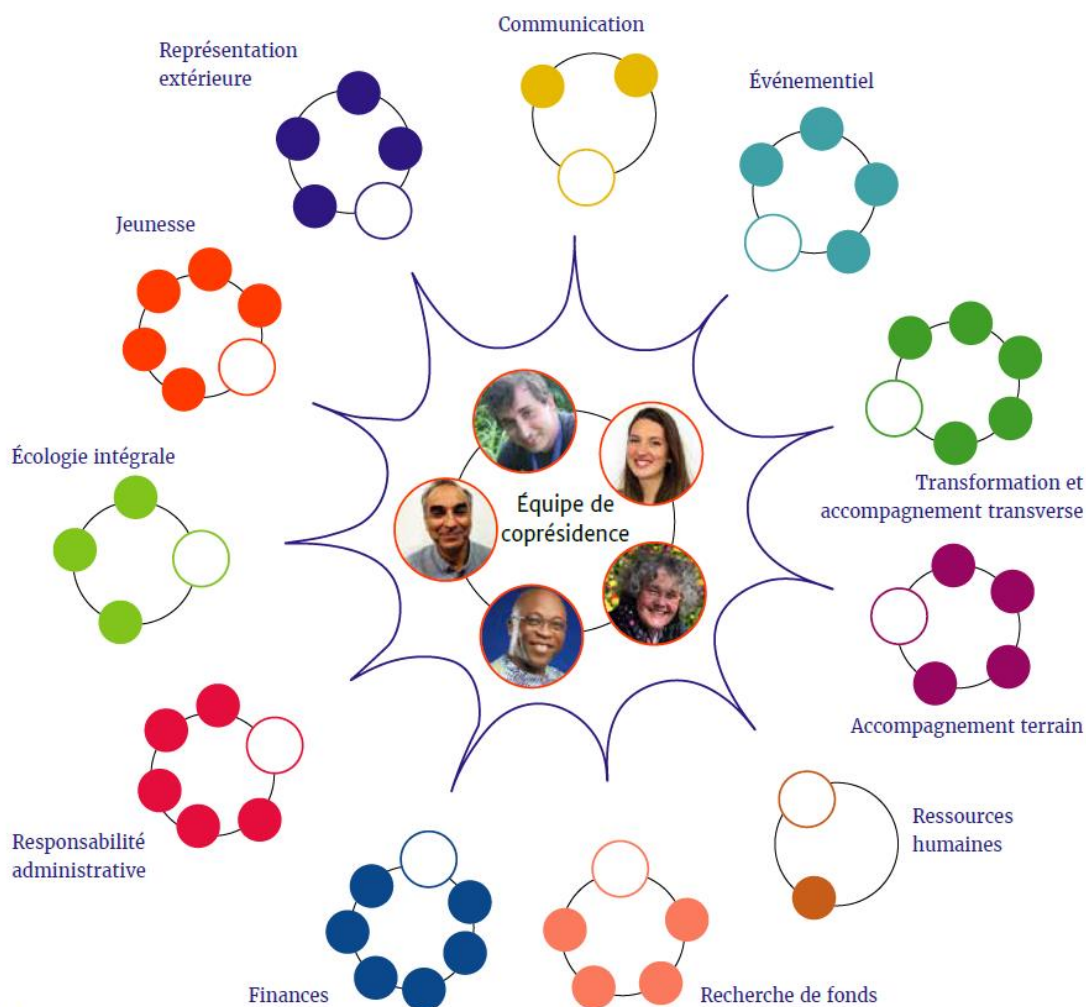 Communication
Représentation
extérieure
Événementiel
Jeunesse
Écologie intégrale
Équipe de
coprésidence
Transformation et
accompagnement transverse
Accompagnement terrain
Responsabilité
administrative
Ressources
humaines
Finances
Recherche de fonds